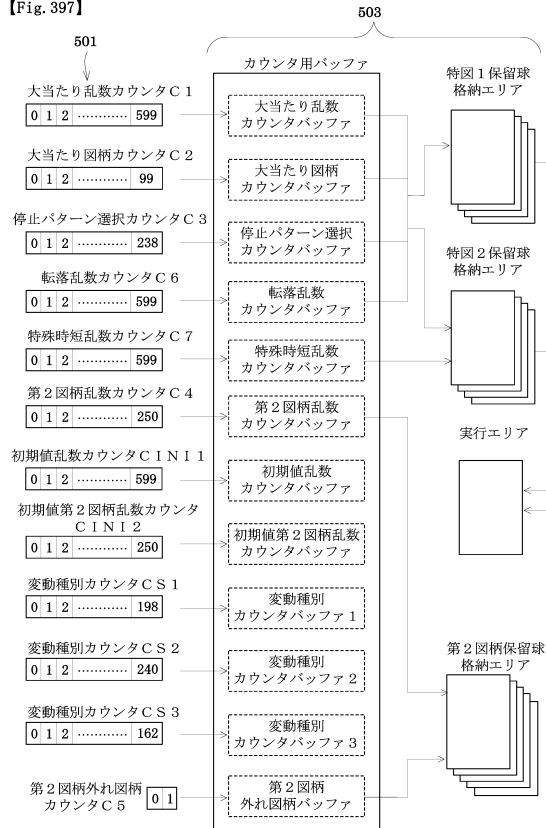 【Fig.397】
501
503
カウンタ用バッファ
大当たり乱数カウンタＣ１
0 1 2 ………… 599
大当たり乱数
カウンタバッファ
特図１保留球
格納エリア
大当たり図柄カウンタＣ２
0 1 2 ………… 99
大当たり図柄
カウンタバッファ
停止パターン選択カウンタＣ３
0 1 2 ………… 238
停止パターン選択
カウンタバッファ
特図２保留球
格納エリア
転落乱数カウンタＣ６
0 1 2 ………… 599
転落乱数
カウンタバッファ
特殊時短乱数カウンタＣ７
0 1 2 ………… 599
特殊時短乱数
カウンタバッファ
第２図柄乱数カウンタＣ４
0 1 2 ………… 250
第２図柄乱数
カウンタバッファ
実行エリア
初期値乱数カウンタＣＩＮＩ１
0 1 2 ………… 599
初期値乱数
カウンタバッファ
初期値第２図柄乱数カウンタ
ＣＩＮＩ２
0 1 2 ………… 250
初期値第２図柄乱数
カウンタバッファ
変動種別カウンタＣＳ１
0 1 2 ………… 198
変動種別
カウンタバッファ１
変動種別カウンタＣＳ２
0 1 2 ………… 240
変動種別
カウンタバッファ２
第２図柄保留球
格納エリア
変動種別カウンタＣＳ３
0 1 2 ………… 162
変動種別
カウンタバッファ３
第２図柄外れ図柄
カウンタＣ５
0 1
第２図柄
外れ図柄バッファ